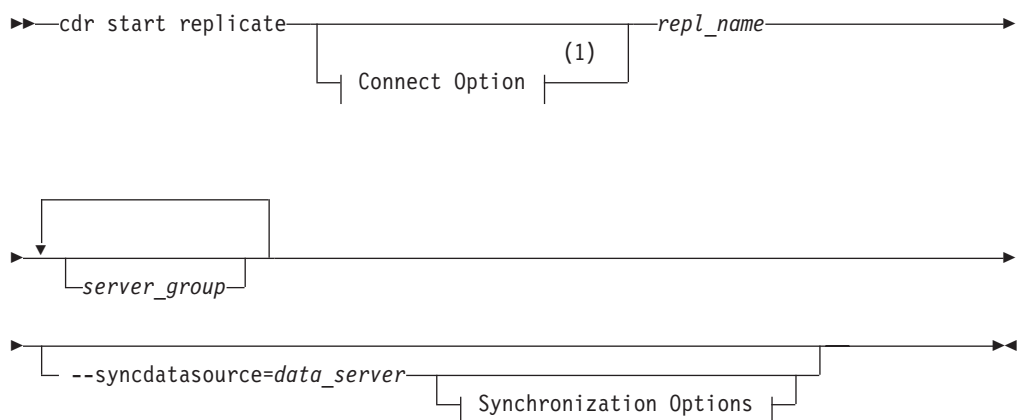 cdr start replicate repl_name
(1)
Connect Option
server_group
--syncdatasource=data_server
Synchronization Options